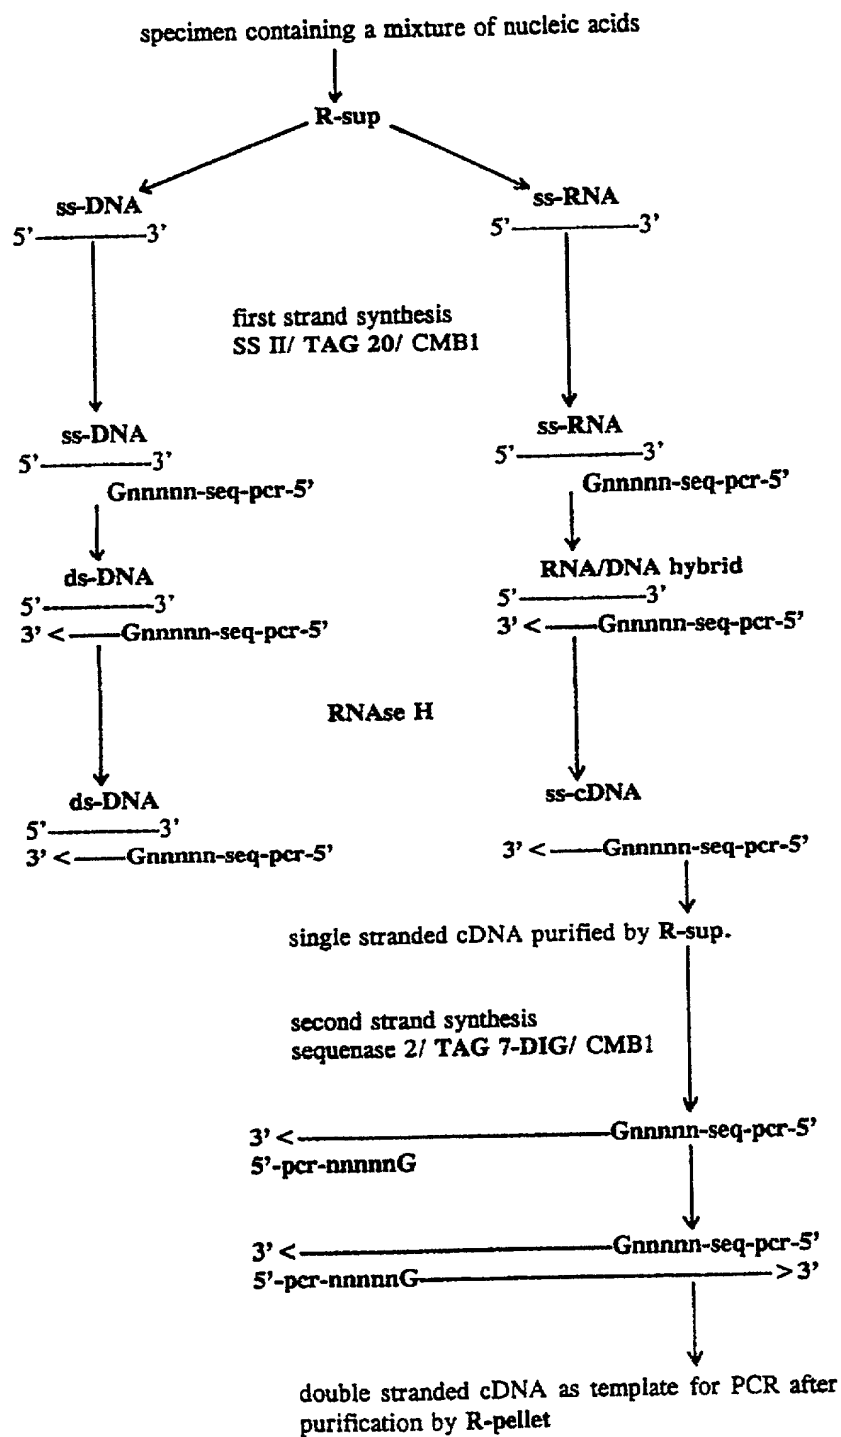 specimen containing a mixture of nucleic acids
R-sup
ss-DNA
5'-3'
ss-RNA
5'-3'
first strand synthesis
SS II/ TAG 20/ CMB1
ss-DNA
5'-3'
Gnnnnn-seq-pcr-5'
ss-RNA
5'-3'
Gnnnnn-seq-pcr-5'
ds-DNA
5'-3'
3' < Gnnnnn-seq-pcr-5'
RNA/DNA hybrid
5'-3'
3' < Gnnnnn-seq-pcr-5'
RNAse H
ds-DNA
5'-3'
3' < Gnnnnn-seq-pcr-5'
ss-cDNA
3' < Gnnnnn-seq-pcr-5'
single stranded cDNA purified by R-sup.
second strand synthesis
sequenase 2/ TAG 7-DIG/ CMB1
3' < Gnnnnn-seq-pcr-5'
5'-pcr-nnnnnG
3' < Gnnnnn-seq-pcr-5'
5'-pcr-nnnnnG > 3'
double stranded cDNA as template for PCR after
purification by R-pellet